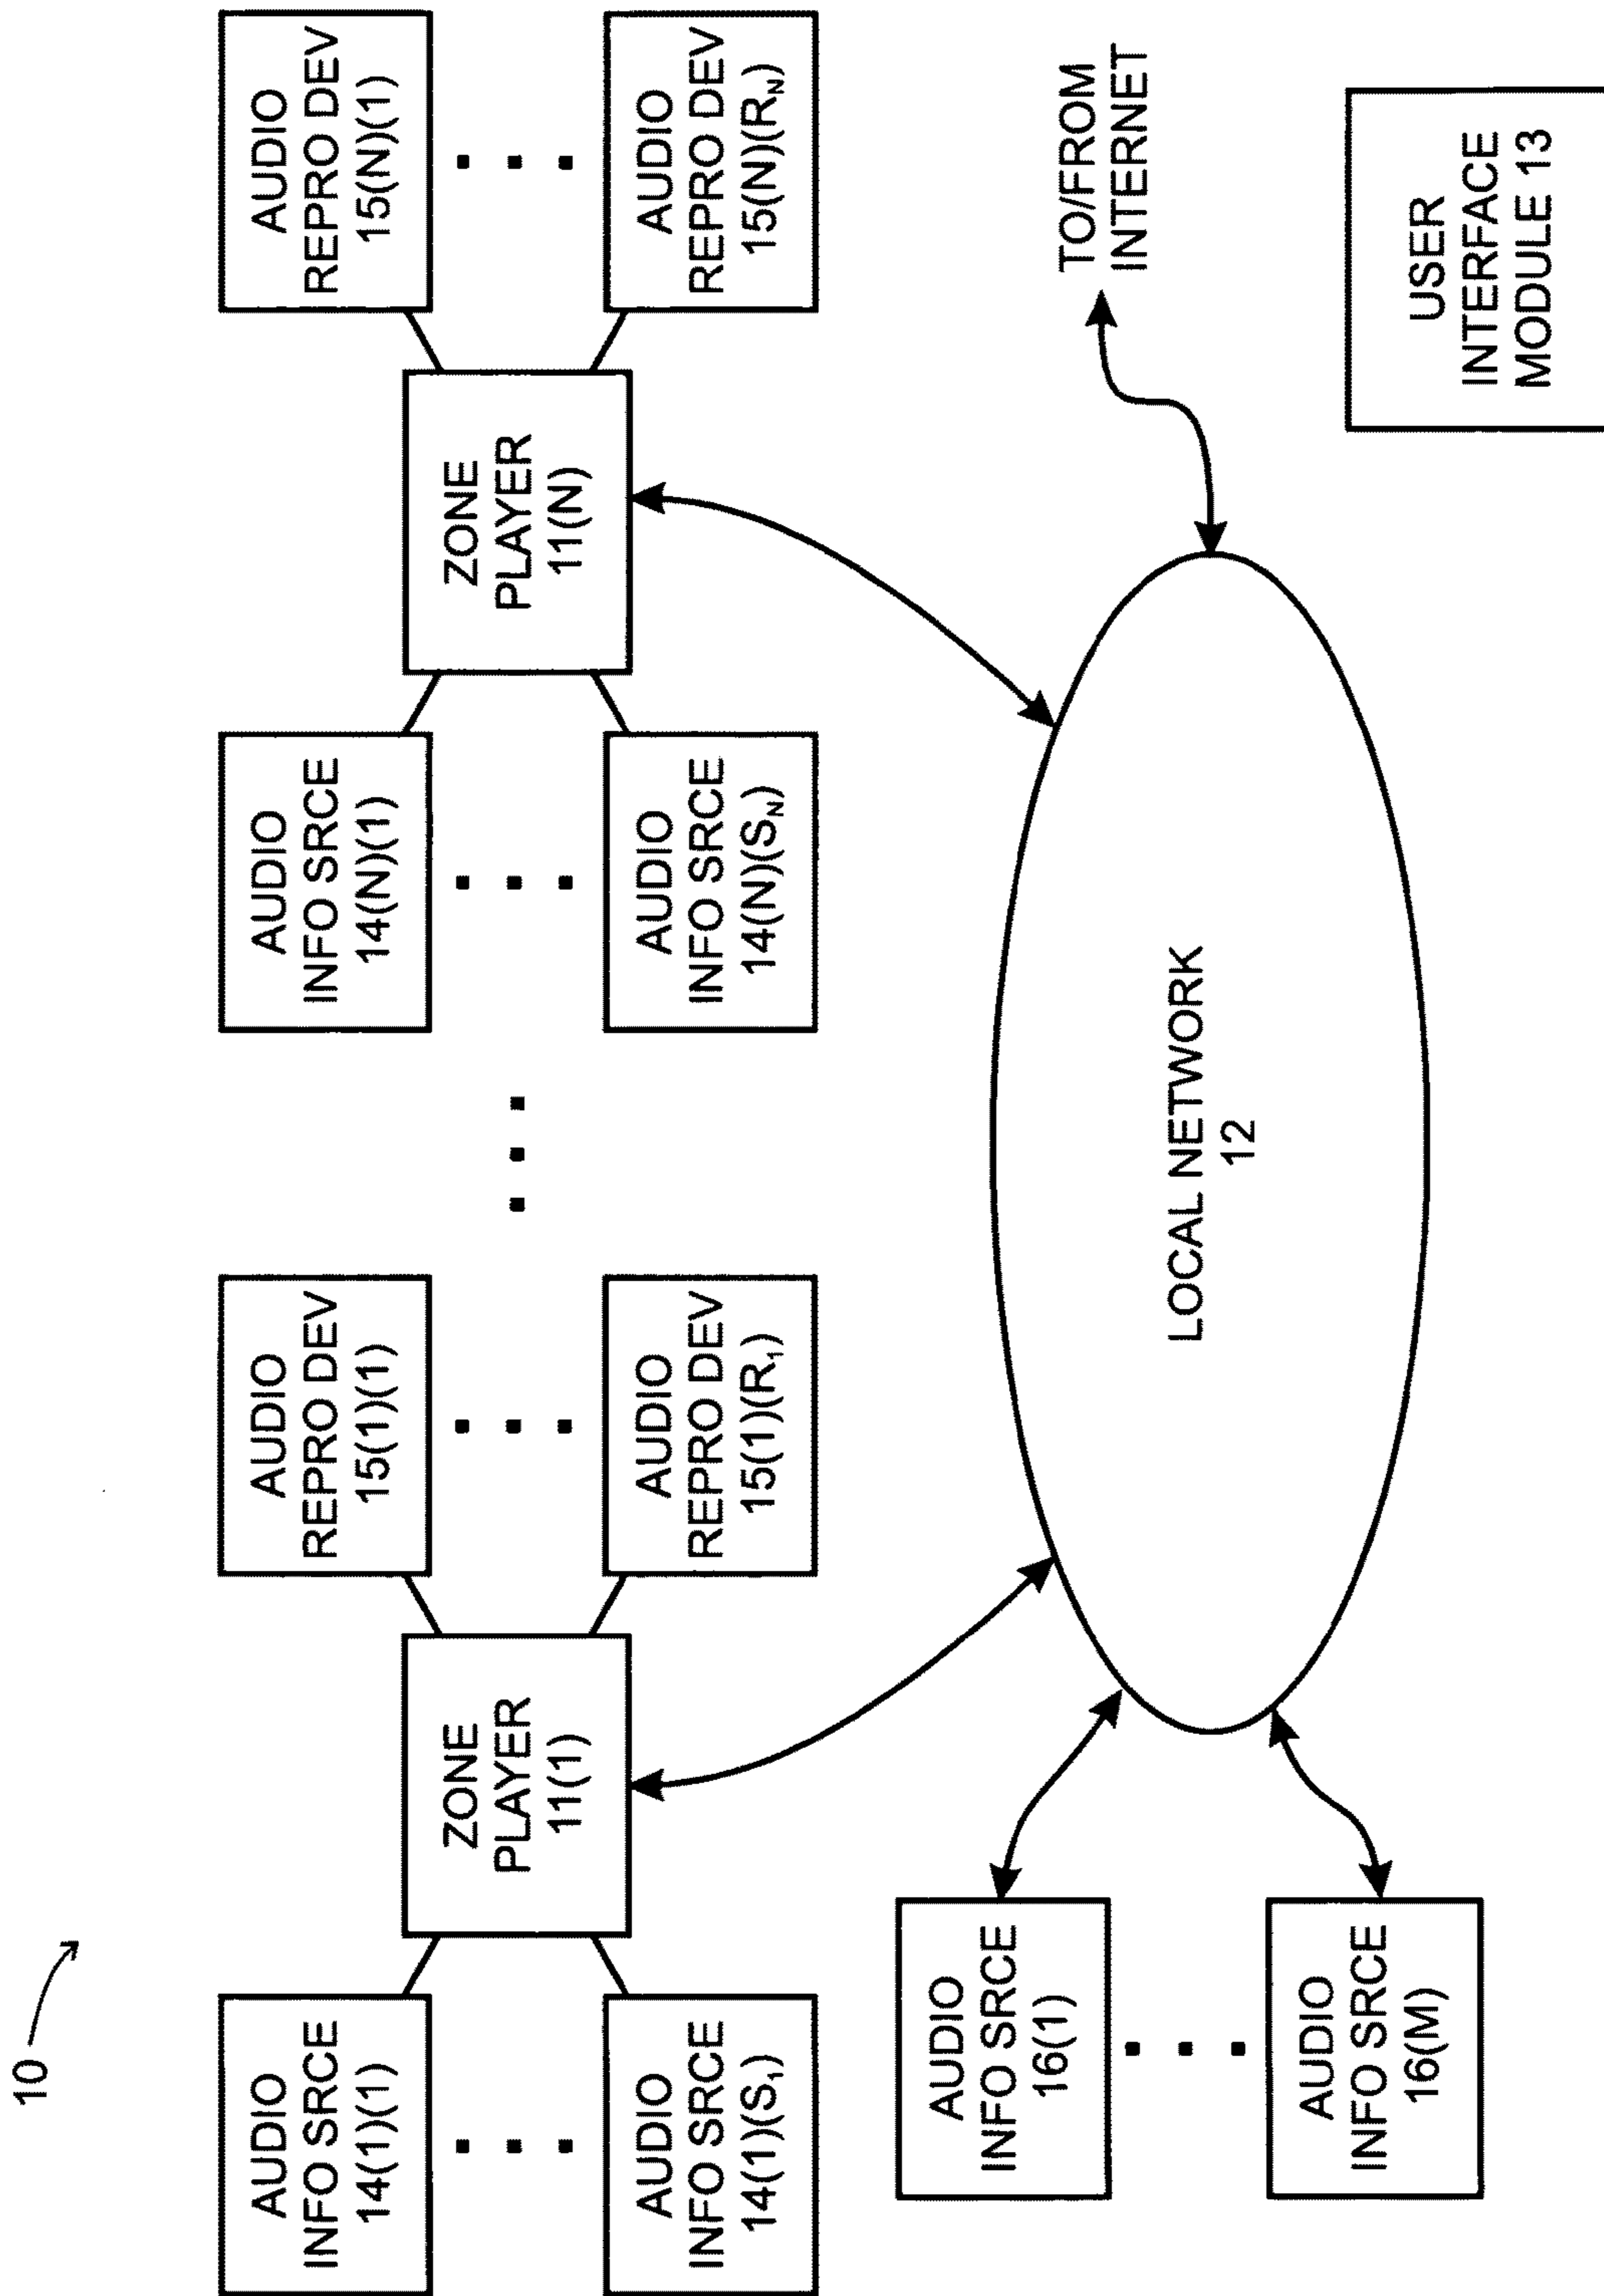 10
AUDIO
INFO SRCE
14(1)(1)
AUDIO
INFO SRCE
14(1)(S₁)
ZONE
PLAYER
11(1)
AUDIO
REPRO DEV
15(1)(1)
AUDIO
REPRO DEV
15(1)(R₁)
AUDIO
INFO SRCE
14(N)(1)
AUDIO
INFO SRCE
14(N)(S_N)
ZONE
PLAYER
11(N)
AUDIO
REPRO DEV
15(N)(1)
AUDIO
REPRO DEV
15(N)(R_N)
AUDIO
INFO SRCE
16(1)
AUDIO
INFO SRCE
16(M)
LOCAL NETWORK
12
TO/FROM
INTERNET
USER
INTERFACE
MODULE 13